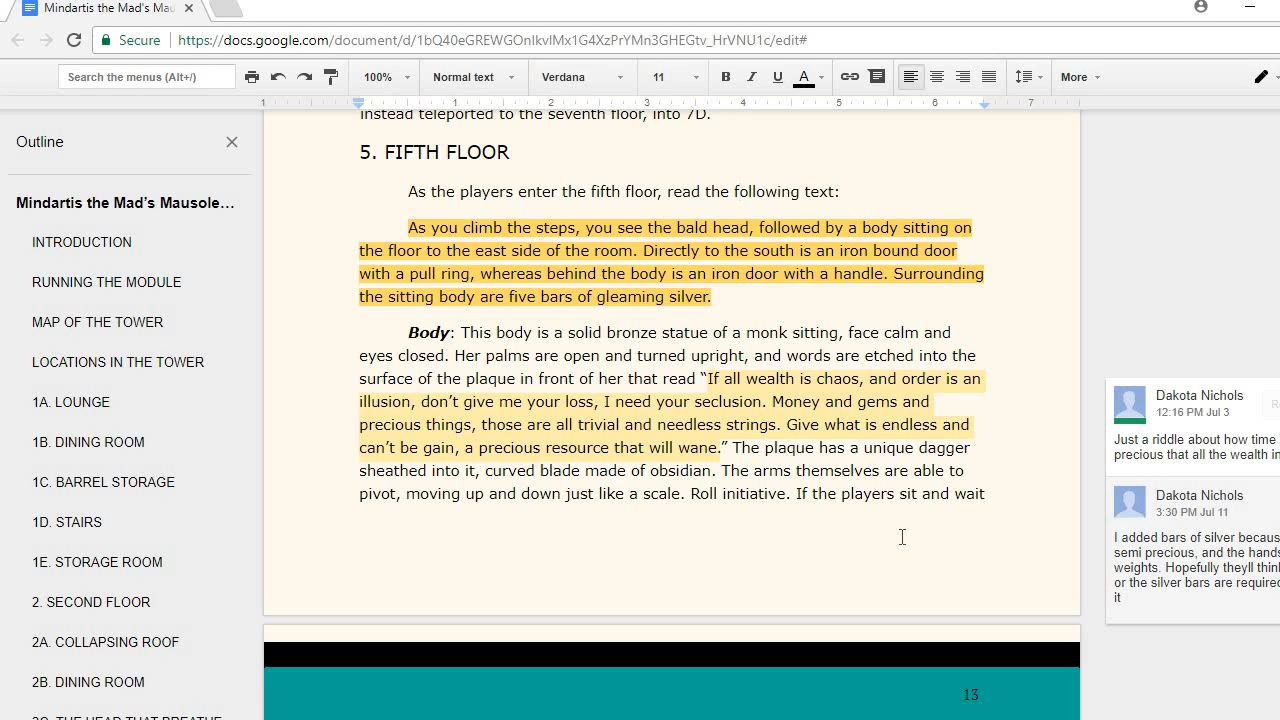 Mindartis the Mad's Mau
Secure https://docs.google.com/document/d/1bQ40eGREWGOnIkvlMx1G4XzPrYMn3GHEGtv_HrVNU1c/edit#
Search the menus (Alt+/) 100% Normal text Verdana 11 B I U A More
1 1 2 3 4 5 6 7
Outline
Mindartis the Mad's Mausole...
INTRODUCTION
RUNNING THE MODULE
MAP OF THE TOWER
LOCATIONS IN THE TOWER
1A. LOUNGE
1B. DINING ROOM
1C. BARREL STORAGE
1D. STAIRS
1E. STORAGE ROOM
2. SECOND FLOOR
2A. COLLAPSING ROOF
2B. DINING ROOM
THE HEAD THAT BREATHE
instead teleported to the seventh floor, into 7D.
5. FIFTH FLOOR
As the players enter the fifth floor, read the following text:
As you climb the steps, you see the bald head, followed by a body sitting on
the floor to the east side of the room. Directly to the south is an iron bound door
with a pull ring, whereas behind the body is an iron door with a handle. Surrounding
the sitting body are five bars of gleaming silver.
Body: This body is a solid bronze statue of a monk sitting, face calm and
eyes closed. Her palms are open and turned upright, and words are etched into the
surface of the plaque in front of her that read “If all wealth is chaos, and order is an
illusion, don’t give me your loss, I need your seclusion. Money and gems and
precious things, those are all trivial and needless strings. Give what is endless and
can’t be gain, a precious resource that will wane.” The plaque has a unique dagger
sheathed into it, curved blade made of obsidian. The arms themselves are able to
pivot, moving up and down just like a scale. Roll initiative. If the players sit and wait
13
Dakota Nichols
12:16 PM Jul 3
Just a riddle about how time
precious that all the wealth in
Dakota Nichols
3:30 PM Jul 11
I added bars of silver becaus
semi precious, and the hands
weights. Hopefully theyll think
or the silver bars are required
it